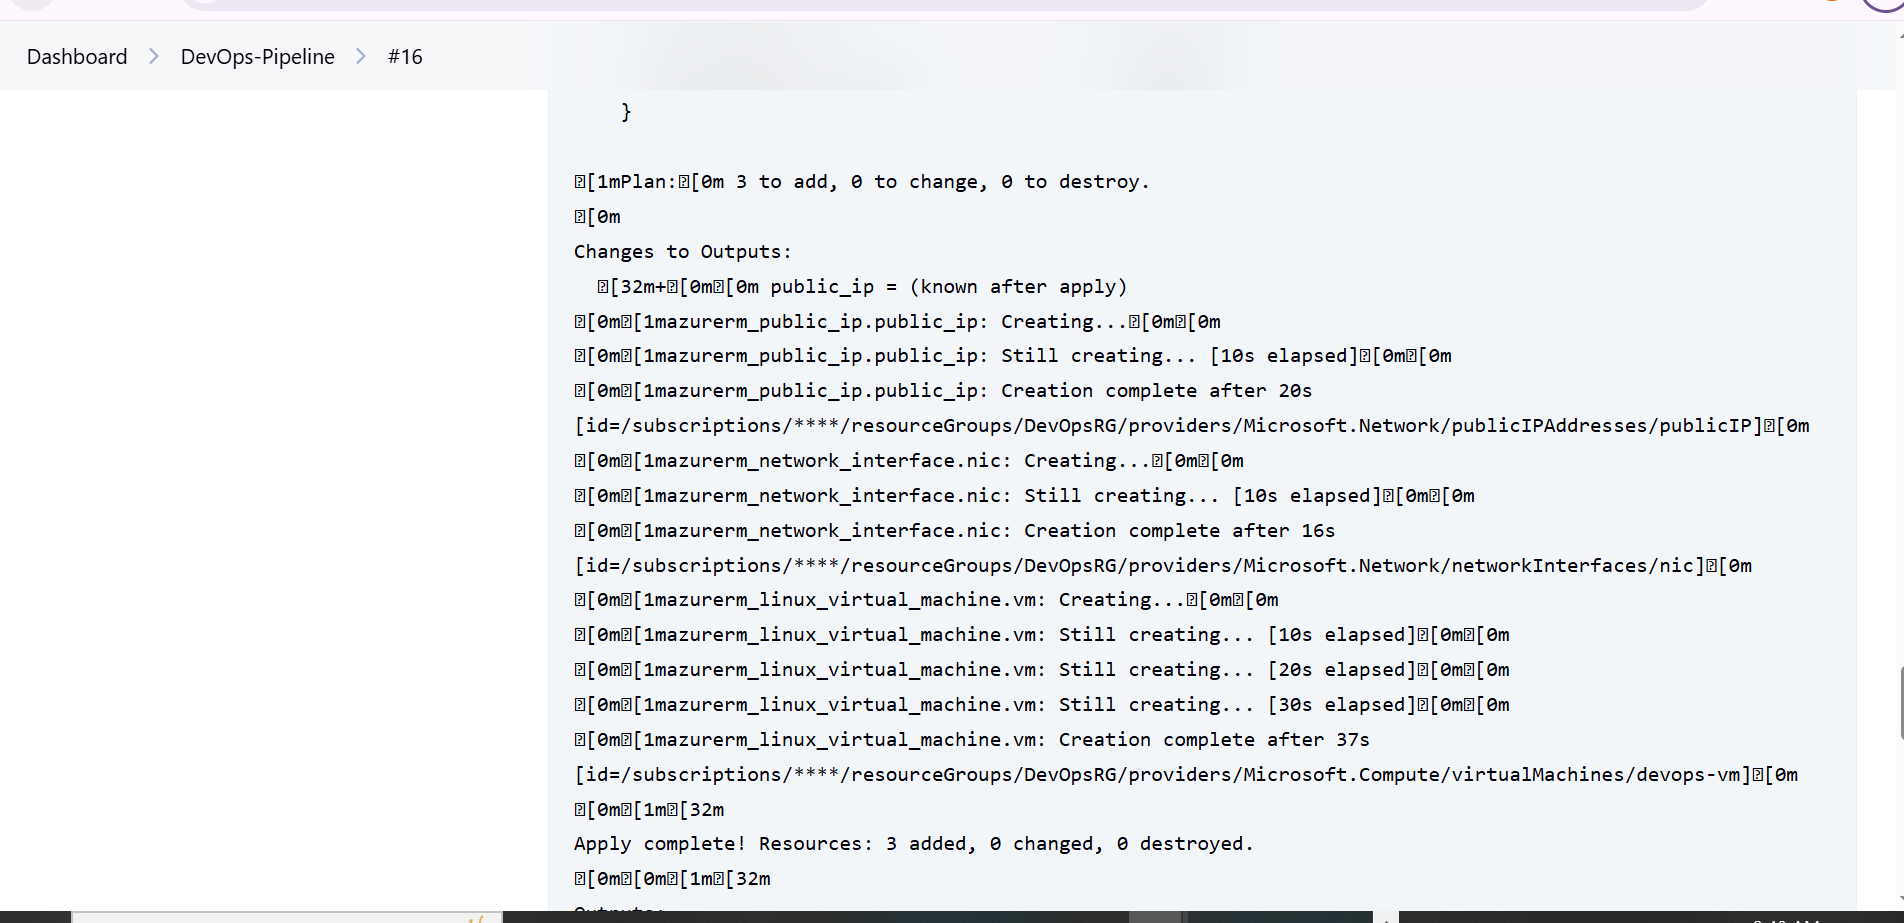 Dashboard > DevOps-Pipeline > #16
}
␛[1mPlan:␛[0m 3 to add, 0 to change, 0 to destroy.
␛[0m
Changes to Outputs:
␛[32m+␛[0m␛[0m public_ip = (known after apply)
␛[0m␛[1mazurerm_public_ip.public_ip: Creating...␛[0m␛[0m
␛[0m␛[1mazurerm_public_ip.public_ip: Still creating... [10s elapsed]␛[0m␛[0m
␛[0m␛[1mazurerm_public_ip.public_ip: Creation complete after 20s
[id=/subscriptions/****/resourceGroups/DevOpsRG/providers/Microsoft.Network/publicIPAddresses/publicIP]␛[0m
␛[0m␛[1mazurerm_network_interface.nic: Creating...␛[0m␛[0m
␛[0m␛[1mazurerm_network_interface.nic: Still creating... [10s elapsed]␛[0m␛[0m
␛[0m␛[1mazurerm_network_interface.nic: Creation complete after 16s
[id=/subscriptions/****/resourceGroups/DevOpsRG/providers/Microsoft.Network/networkInterfaces/nic]␛[0m
␛[0m␛[1mazurerm_linux_virtual_machine.vm: Creating...␛[0m␛[0m
␛[0m␛[1mazurerm_linux_virtual_machine.vm: Still creating... [10s elapsed]␛[0m␛[0m
␛[0m␛[1mazurerm_linux_virtual_machine.vm: Still creating... [20s elapsed]␛[0m␛[0m
␛[0m␛[1mazurerm_linux_virtual_machine.vm: Still creating... [30s elapsed]␛[0m␛[0m
␛[0m␛[1mazurerm_linux_virtual_machine.vm: Creation complete after 37s
[id=/subscriptions/****/resourceGroups/DevOpsRG/providers/Microsoft.Compute/virtualMachines/devops-vm]␛[0m
␛[0m␛[1m␛[32m
Apply complete! Resources: 3 added, 0 changed, 0 destroyed.
␛[0m␛[0m␛[1m␛[32m